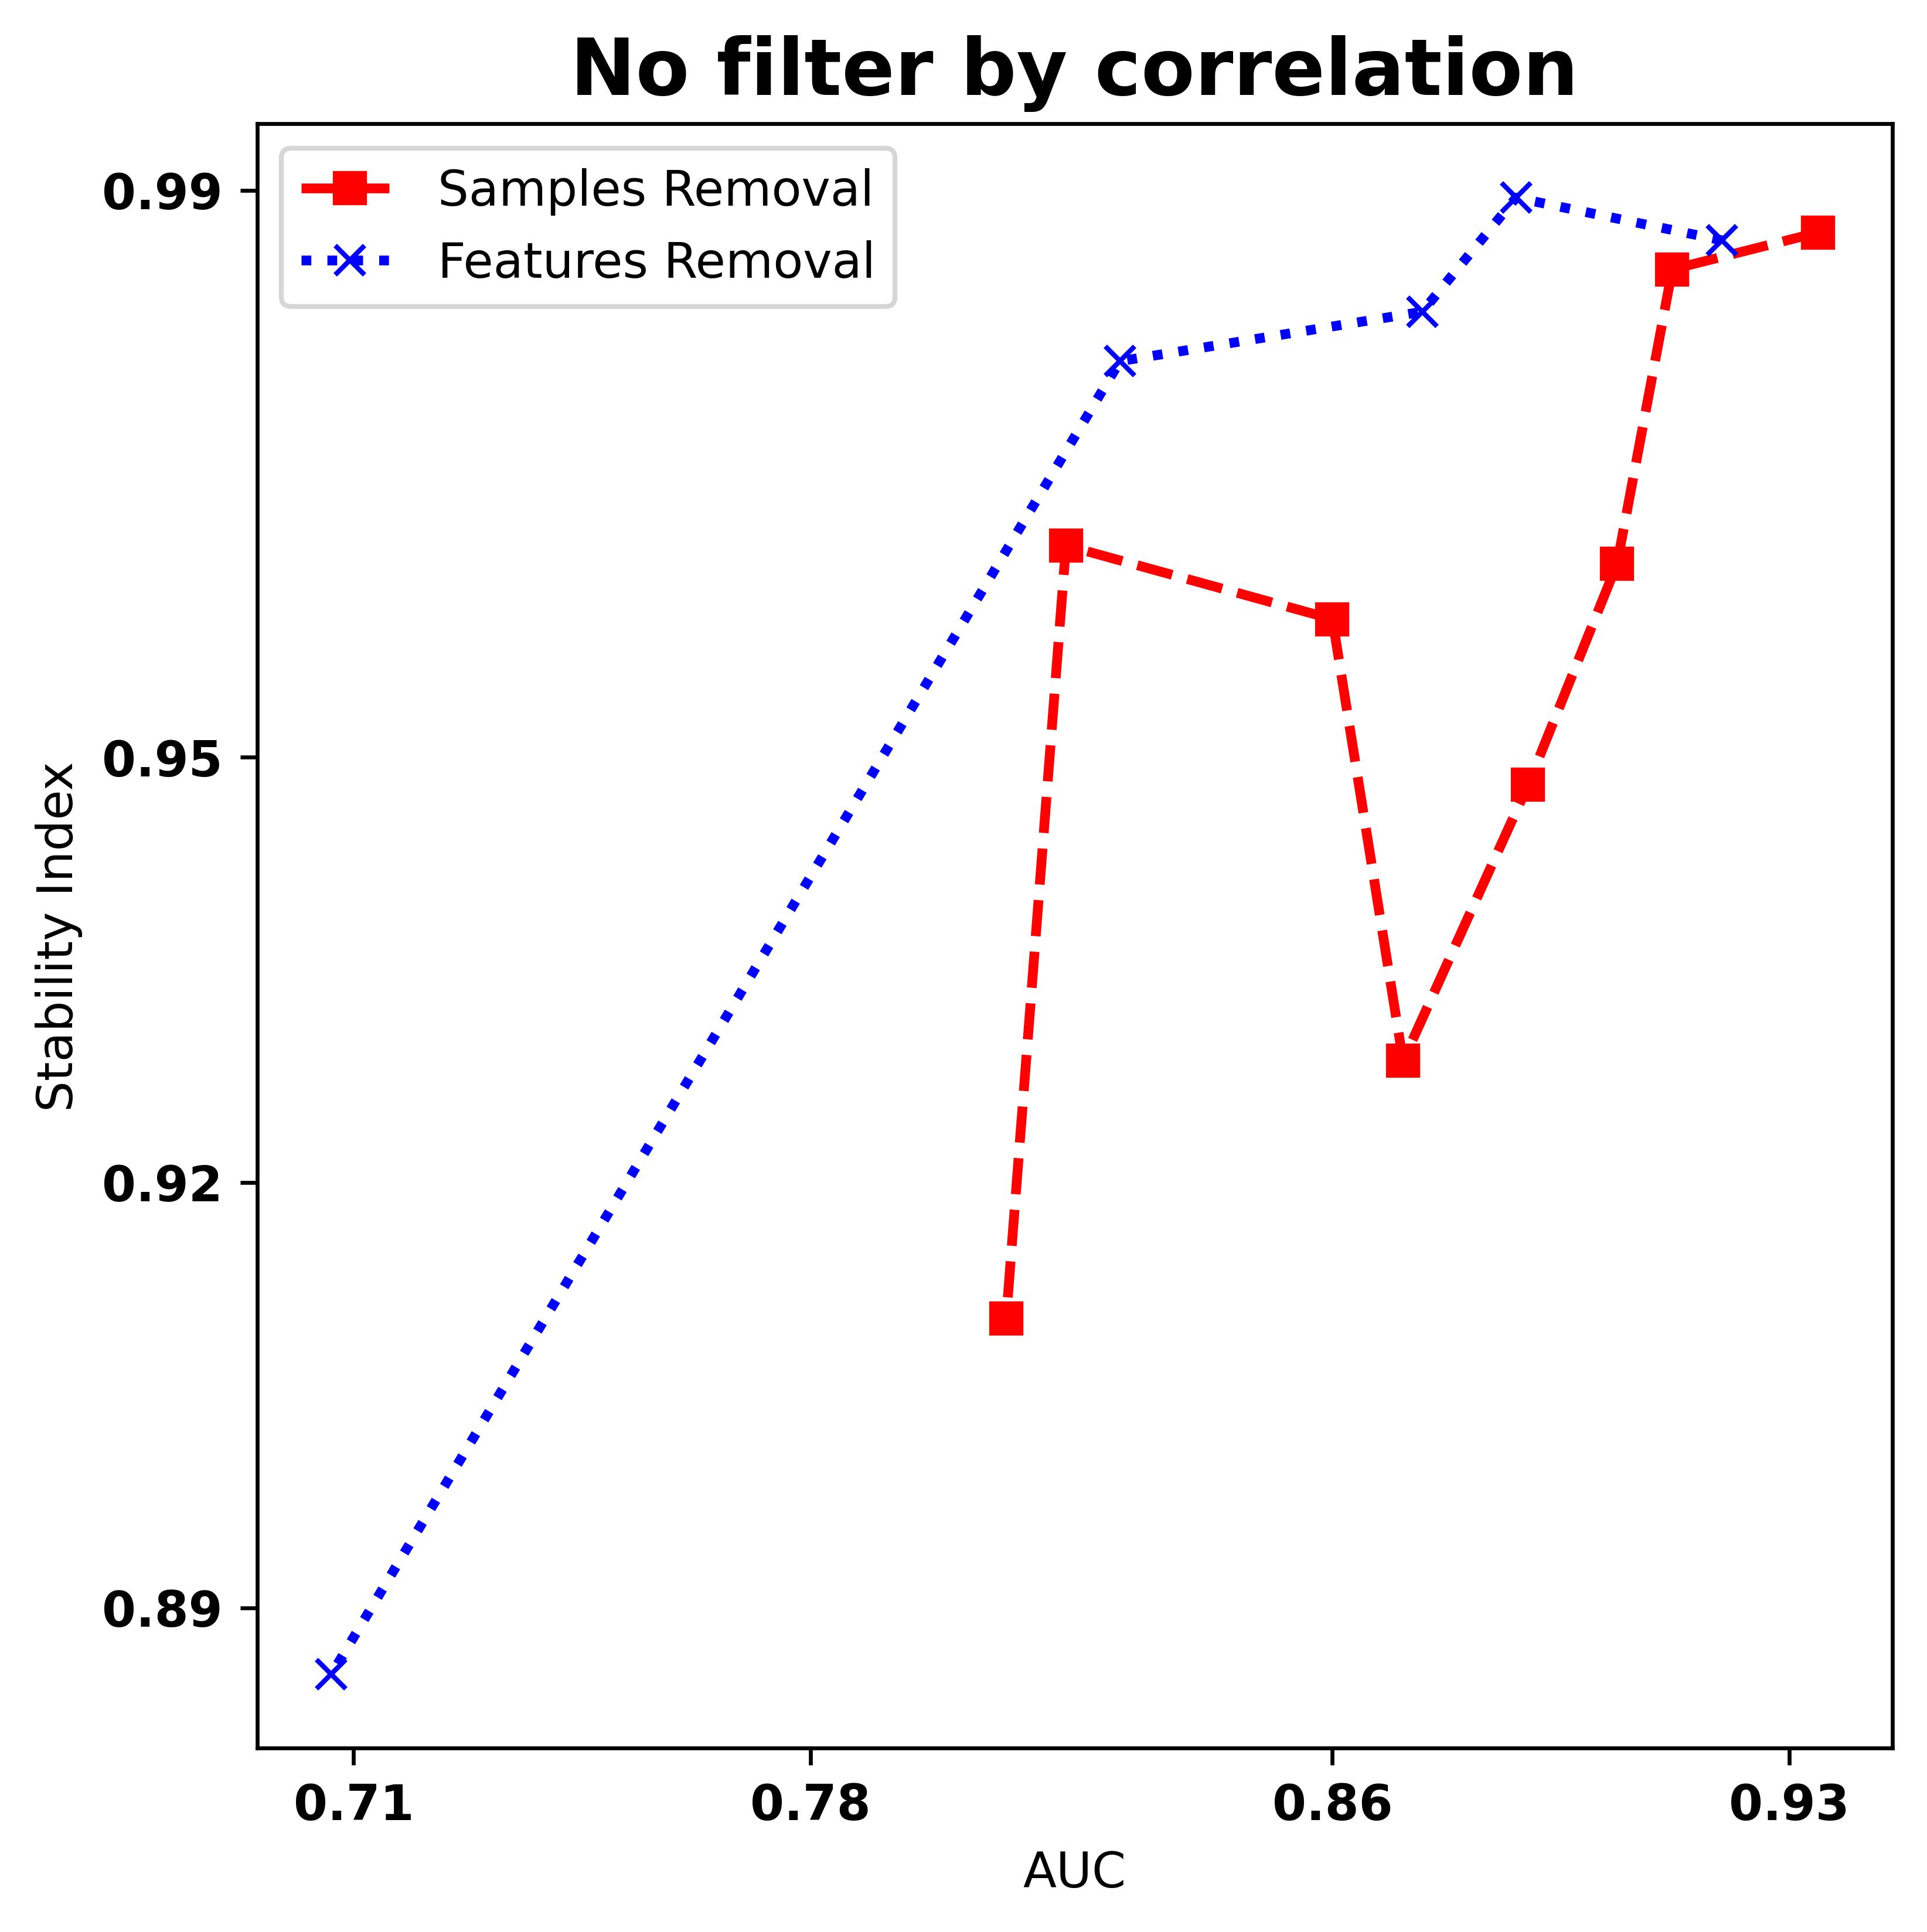 No filter by correlation
Samples Removal
Features Removal
0.99
0.95
0.92
0.89
Stability Index
0.71
0.78
0.86
0.93
AUC